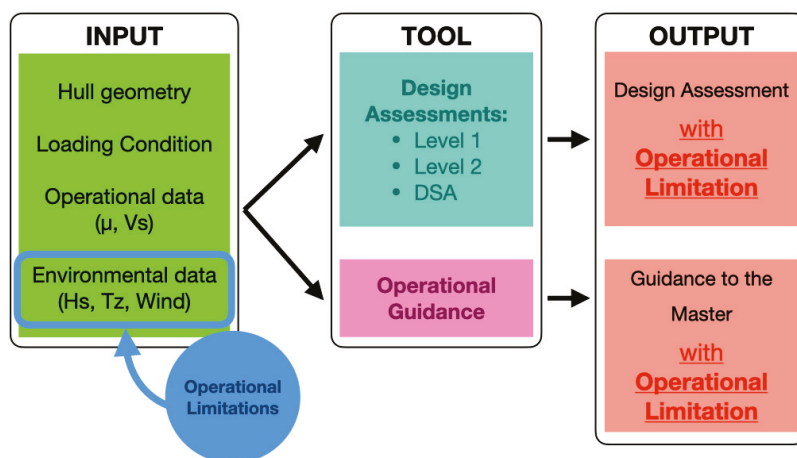 INPUT
Hull geometry
Loading Condition
Operational data
(μ, Vs)
Environmental data
(Hs, Tz, Wind)
Operational
Limitations
TOOL
Design
Assessments:
• Level 1
• Level 2
• DSA
Operational
Guidance
OUTPUT
Design Assessment
with
Operational
Limitation
Guidance to the
Master
with
Operational
Limitation